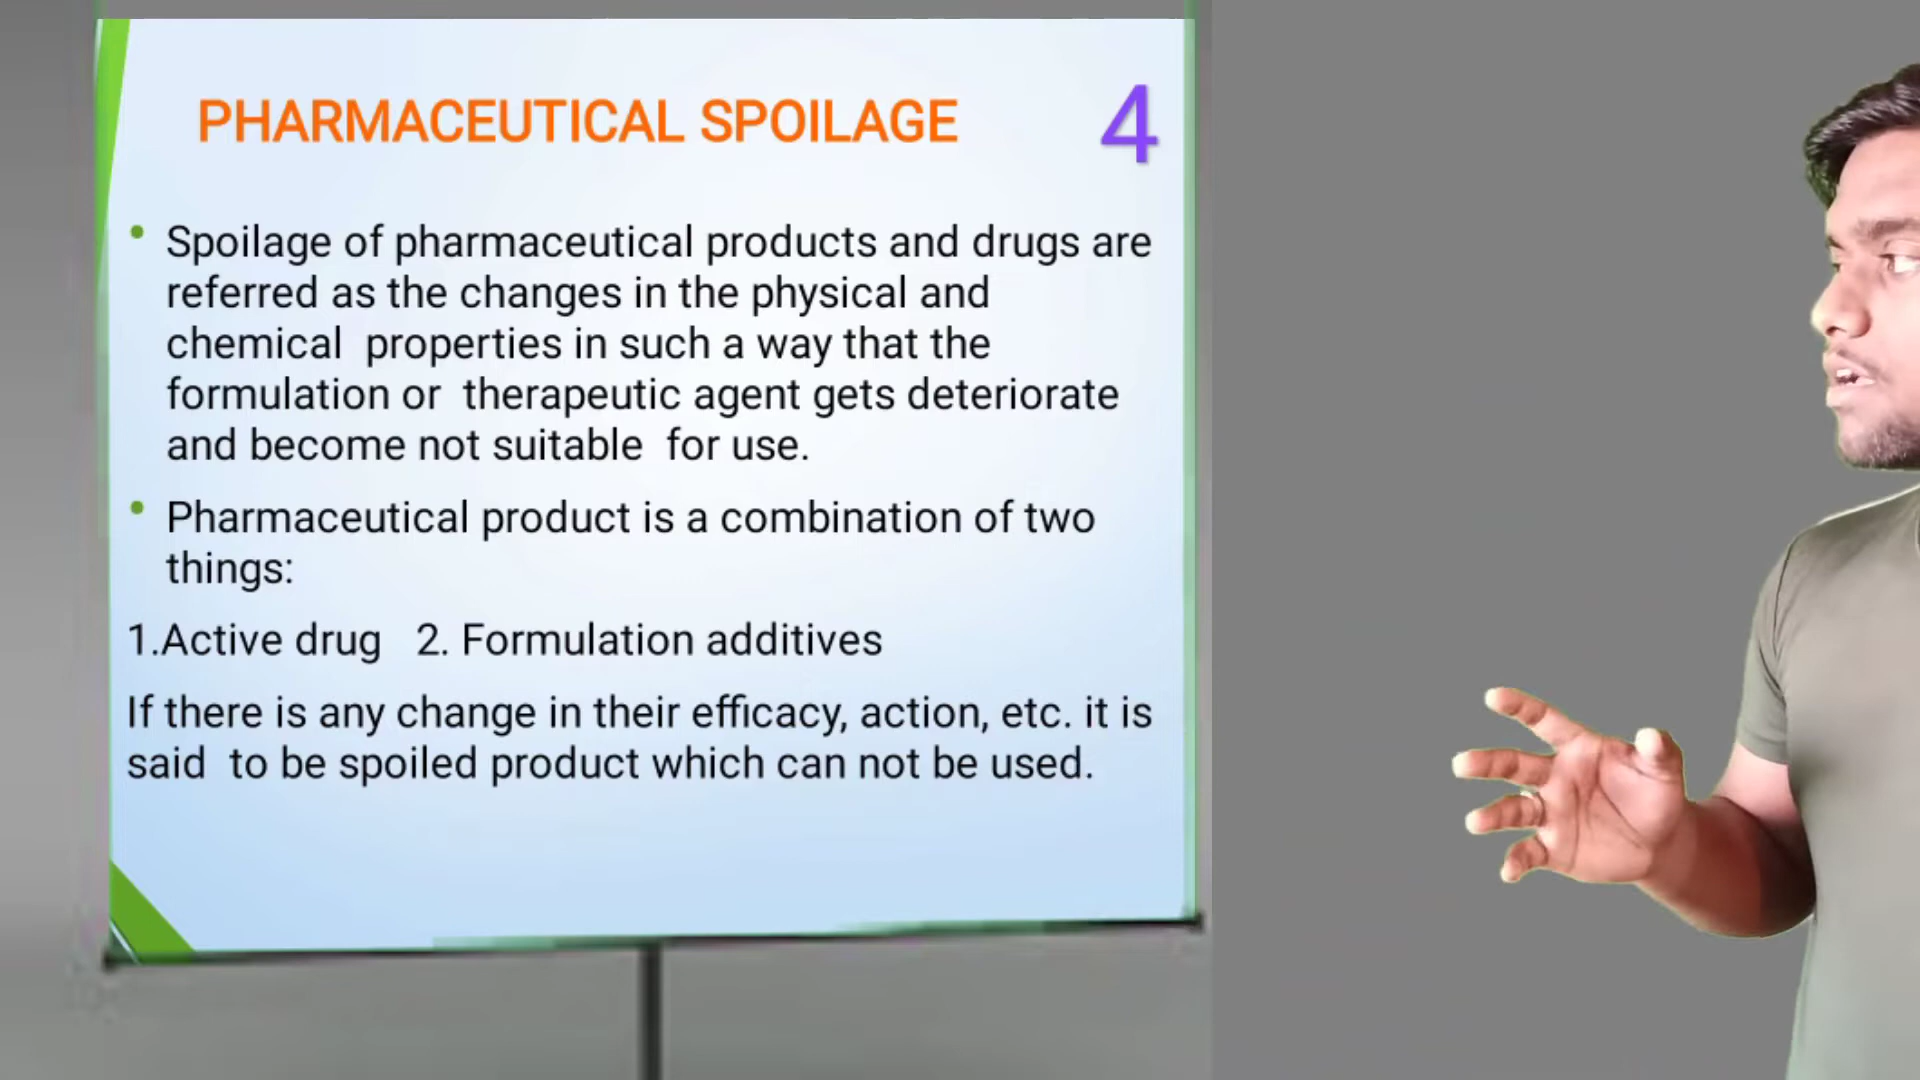 PHARMACEUTICAL SPOILAGE 4
• Spoilage of pharmaceutical products and drugs are
referred as the changes in the physical and
chemical properties in such a way that the
formulation or therapeutic agent gets deteriorate
and become not suitable for use.
• Pharmaceutical product is a combination of two
things:
1.Active drug 2. Formulation additives
If there is any change in their efficacy, action, etc. it is
said to be spoiled product which can not be used.